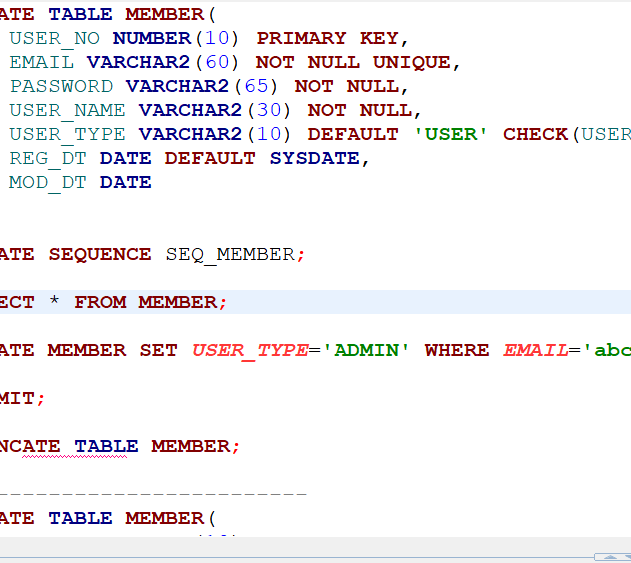 ATE TABLE MEMBER(
USER_NO NUMBER(10) PRIMARY KEY,
EMAIL VARCHAR2(60) NOT NULL UNIQUE,
PASSWORD VARCHAR2(65) NOT NULL,
USER_NAME VARCHAR2(30) NOT NULL,
USER_TYPE VARCHAR2(10) DEFAULT 'USER' CHECK(USER
REG_DT DATE DEFAULT SYSDATE,
MOD_DT DATE
ATE SEQUENCE SEQ_MEMBER;
ECT * FROM MEMBER;
ATE MEMBER SET USER_TYPE='ADMIN' WHERE EMAIL='abc
MIT;
NCATE TABLE MEMBER;
------------------------
ATE TABLE MEMBER(